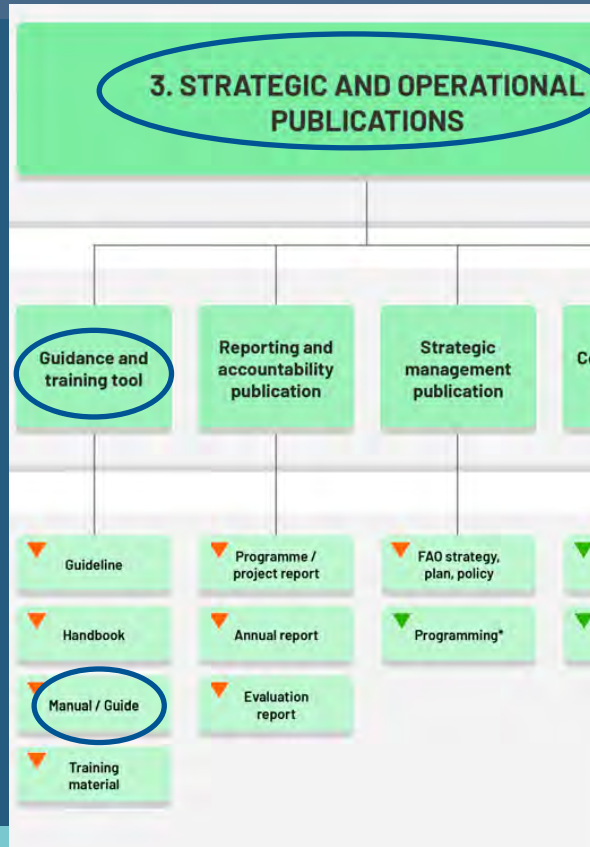 3. STRATEGIC AND OPERATIONAL
PUBLICATIONS
Guidance and
training tool
Reporting and
accountability
publication
Strategic
management
publication
Guideline
Programme /
project report
FAO strategy,
plan, policy
Handbook
Annual report
Programming*
Manual / Guide
Evaluation
report
Training
material